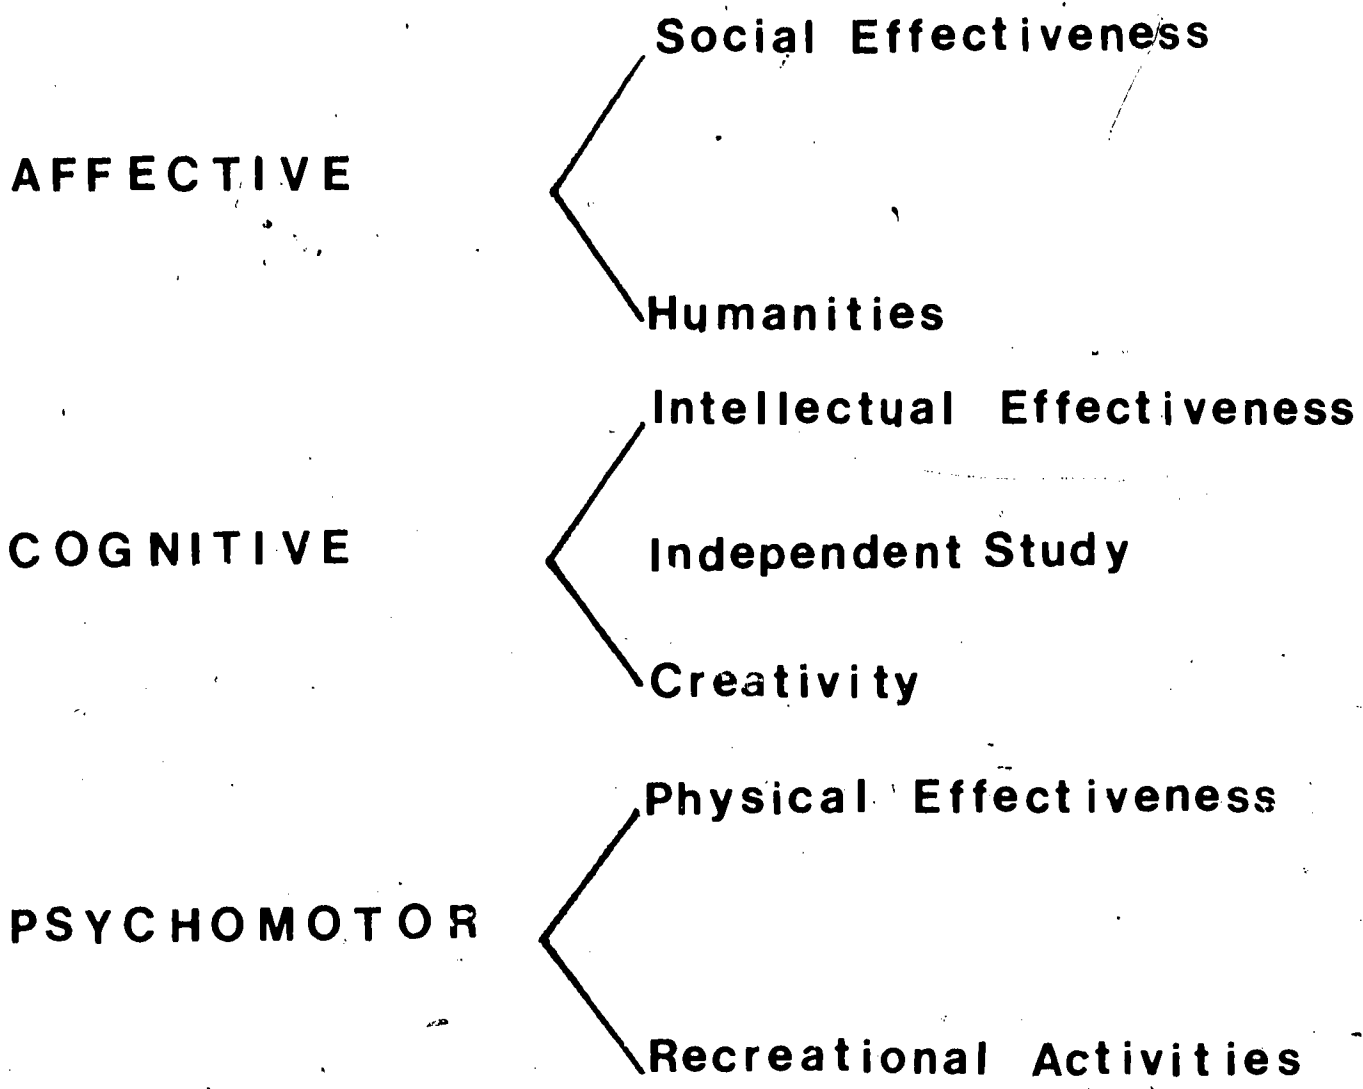 Social Effectiveness
AFFECTIVE
Humanities
Intellectual Effectiveness
COGNITIVE
Independent Study
Creativity
Physical Effectiveness
PSYCHOMOTOR
Recreational Activities